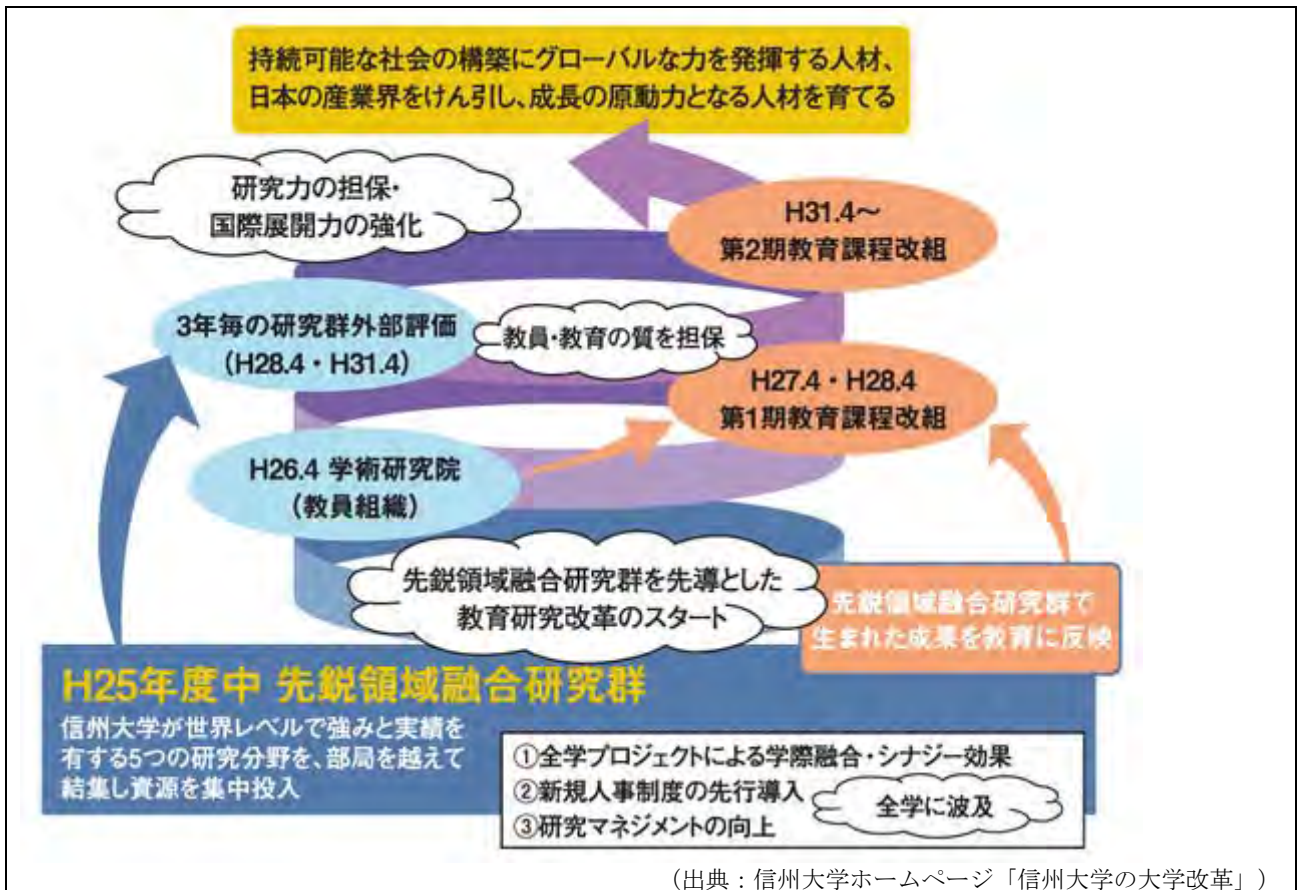 持続可能な社会の構築にグローバルな力を発揮する人材、
日本の産業界をけん引し、成長の原動力となる人材を育てる
研究力の担保・
国際展開力の強化
H31.4～
第2期教育課程改組
3年毎の研究群外部評価
（H28.4・H31.4）
教員・教育の質を担保
H27.4・H28.4
第1期教育課程改組
H26.4 学術研究院
（教員組織）
先鋭領域融合研究群を先導とした
教育研究改革のスタート
先鋭領域融合研究群で
生まれた成果を教育に反映
H25年度中 先鋭領域融合研究群
信州大学が世界レベルで強みと実績を
有する5つの研究分野を、部局を越えて
結集し資源を集中投入
①全学プロジェクトによる学際融合・シナジー効果
②新規人事制度の先行導入
③研究マネジメントの向上
全学に波及
（出典：信州大学ホームページ「信州大学の大学改革」）